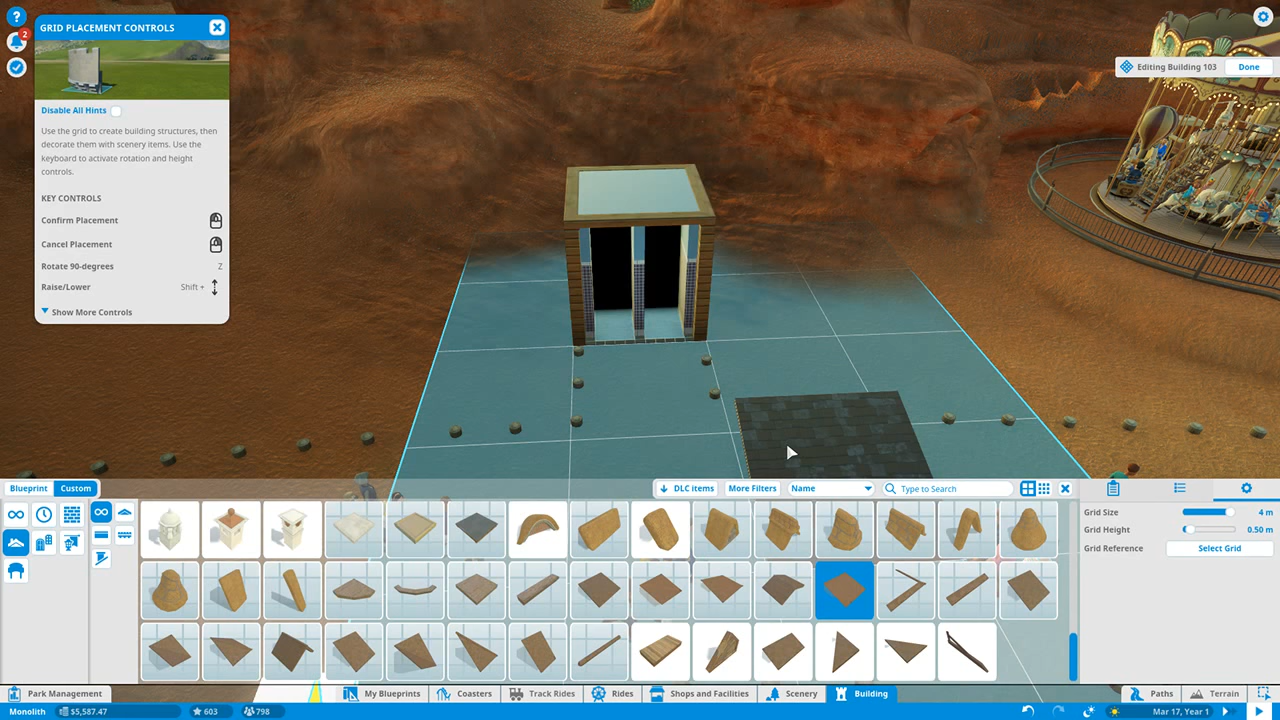 ?
GRID PLACEMENT CONTROLS
2
Disable All Hints
Use the grid to create building structures, then
decorate them with scenery items. Use the
keyboard to activate rotation and height
controls.
KEY CONTROLS
Confirm Placement
Cancel Placement
Rotate 90-degrees Z
Raise/Lower Shift +
Show More Controls
Editing Building 103 Done
Blueprint Custom
DLC items More Filters Name Type to Search
Grid Size 4 m
Grid Height 0.50 m
Grid Reference Select Grid
Park Management My Blueprints Coasters Track Rides Rides Shops and Facilities Scenery Building Paths Terrain
Monolith $5,587.47 603 798 Mar 17, Year 1